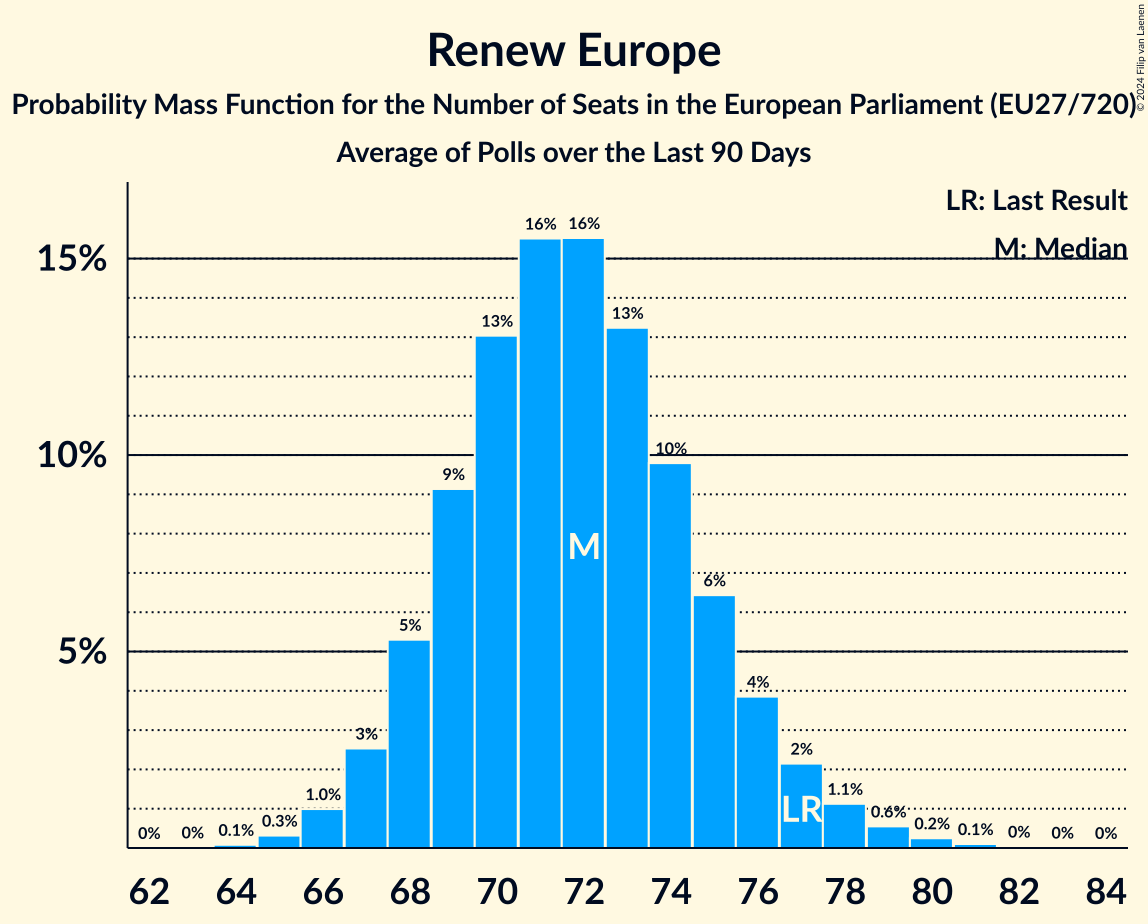 Renew Europe
Probability Mass Function for the Number of Seats in the European Parliament (EU27/720)
Average of Polls over the Last 90 Days
© 2024 Filip van Laenen
LR: Last Result
M: Median
15%
10%
5%
0%
0%
0.1%
0.3%
1.0%
3%
5%
9%
13%
16%
16%
13%
10%
6%
4%
2%
1.1%
0.6%
0.2%
0.1%
0%
0%
0%
M
LR
62 64 66 68 70 72 74 76 78 80 82 84